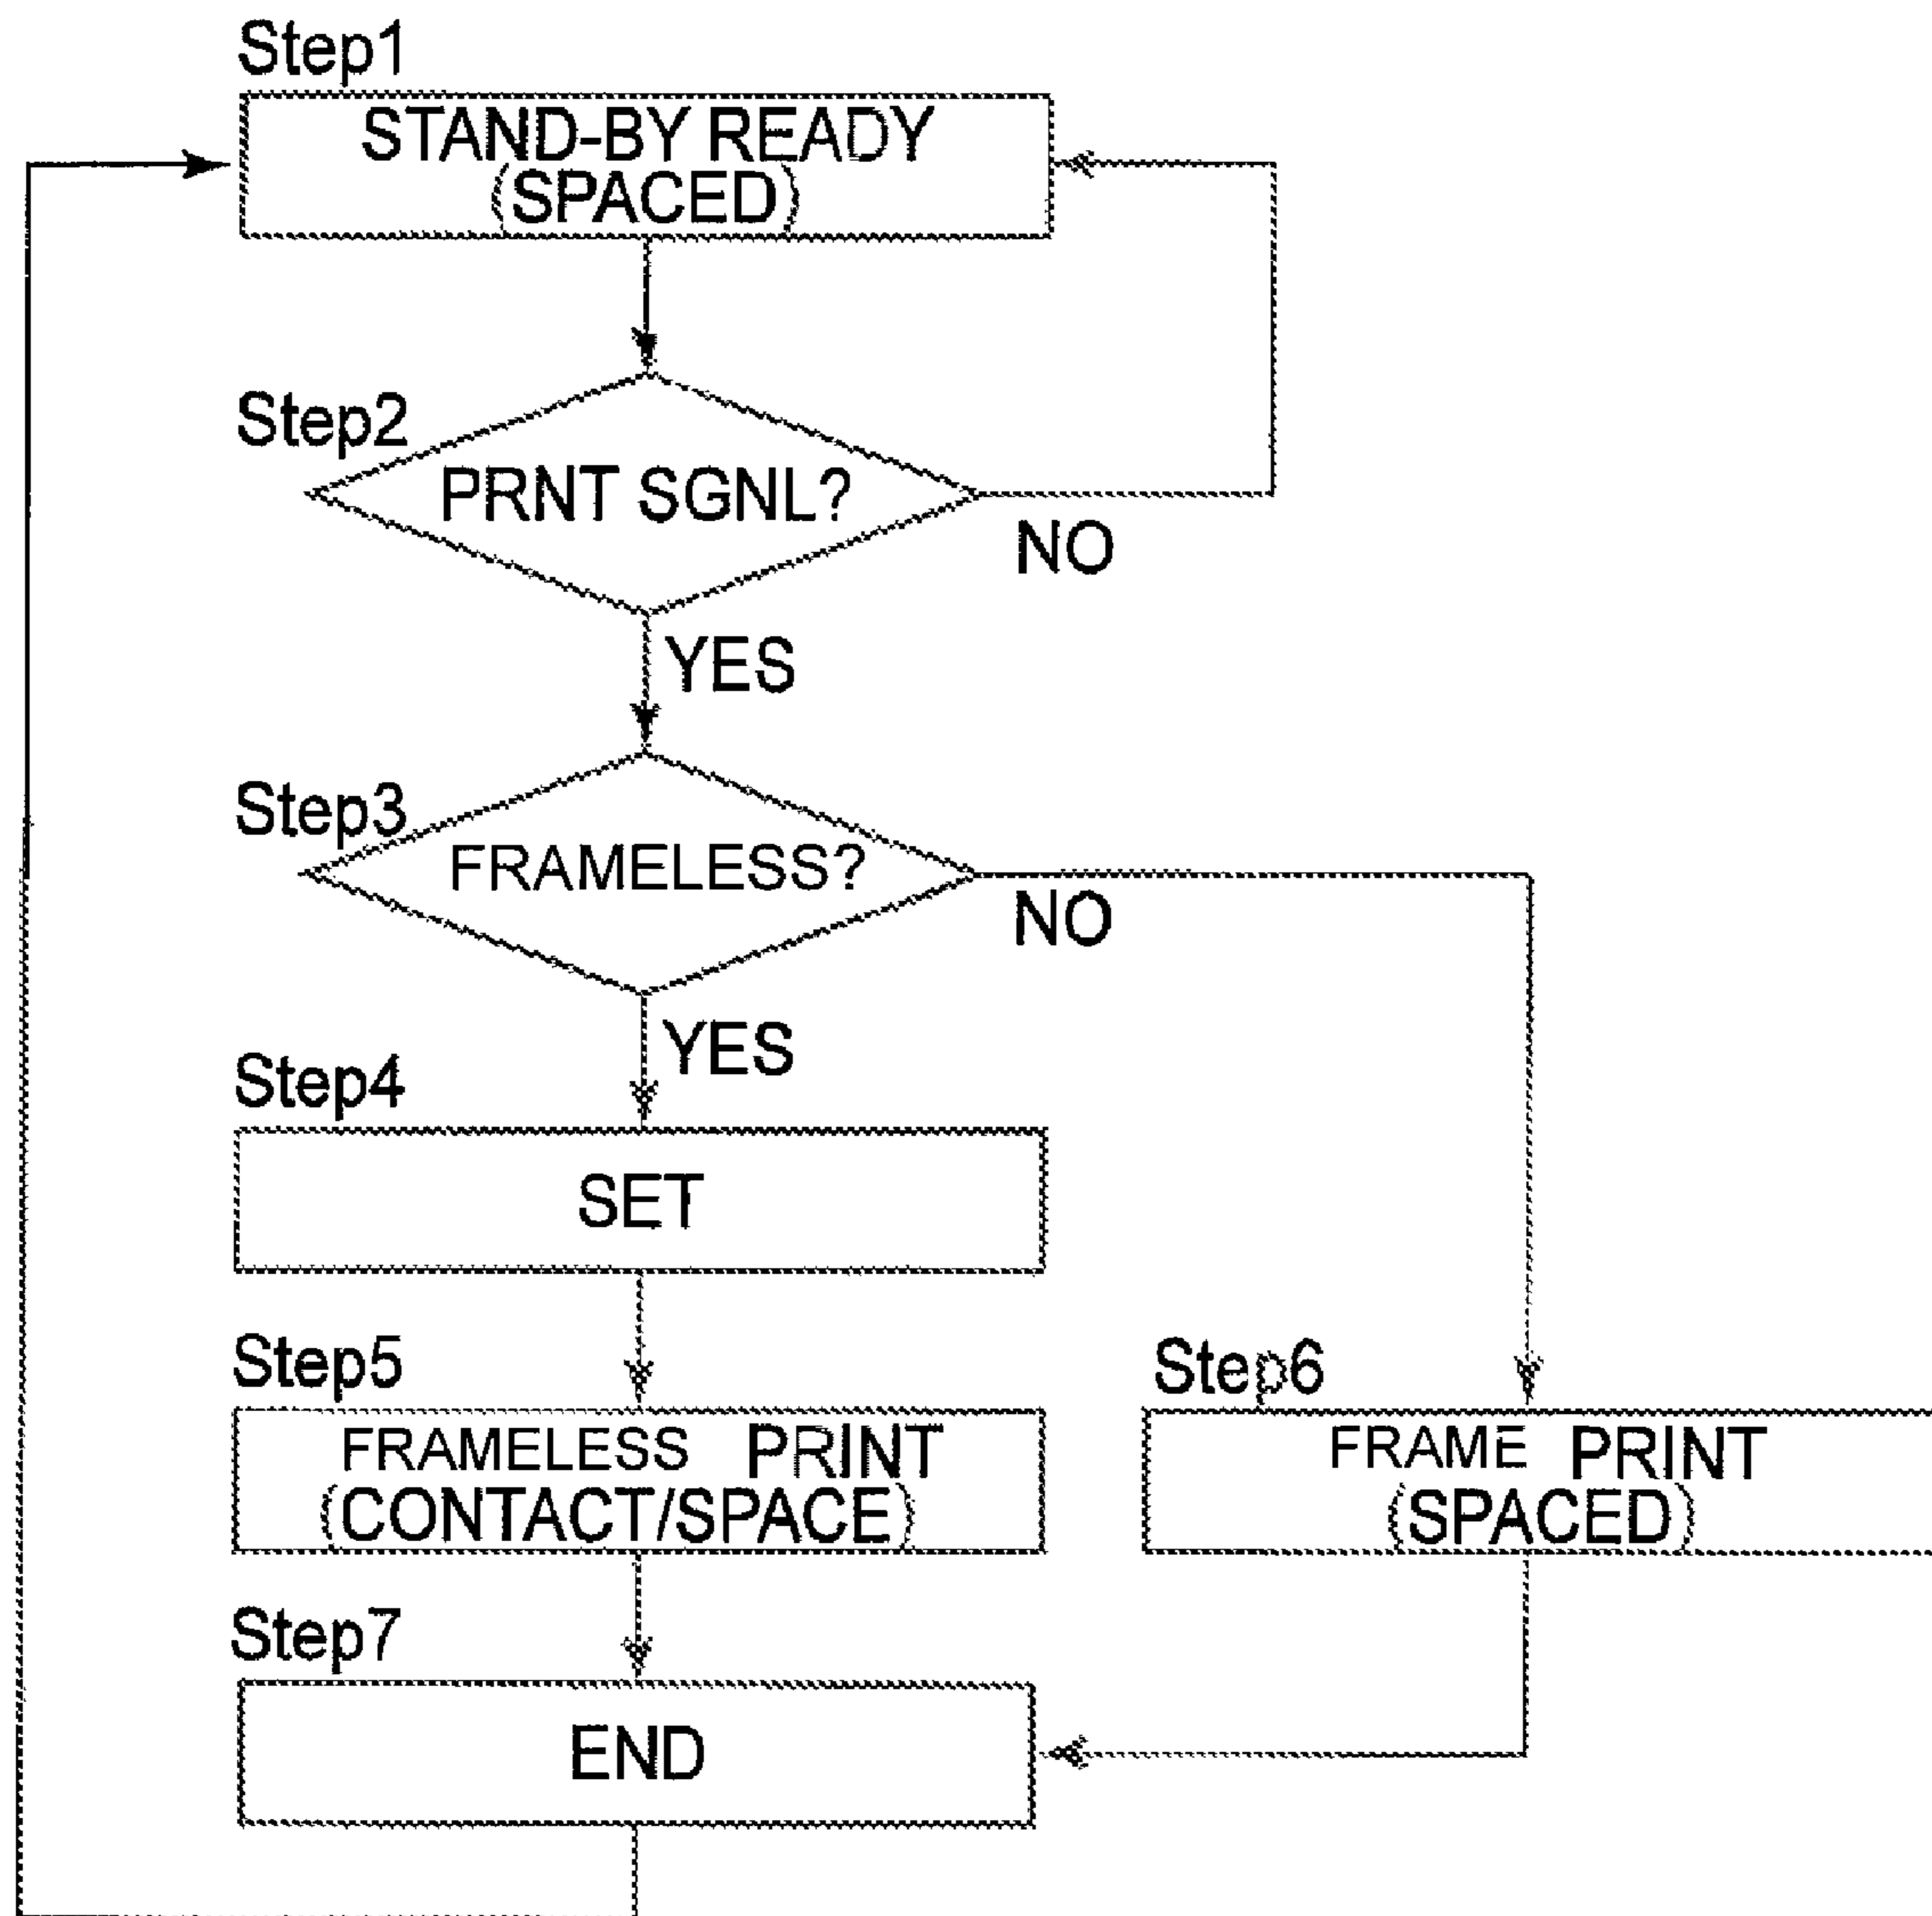 Step1
STAND-BY READY
(SPACED)
Step2
PRNT SGNL?
NO
YES
Step3
FRAMELESS?
NO
YES
Step4
SET
Step5
FRAMELESS PRINT
(CONTACT/SPACE)
Step6
FRAME PRINT
(SPACED)
Step7
END